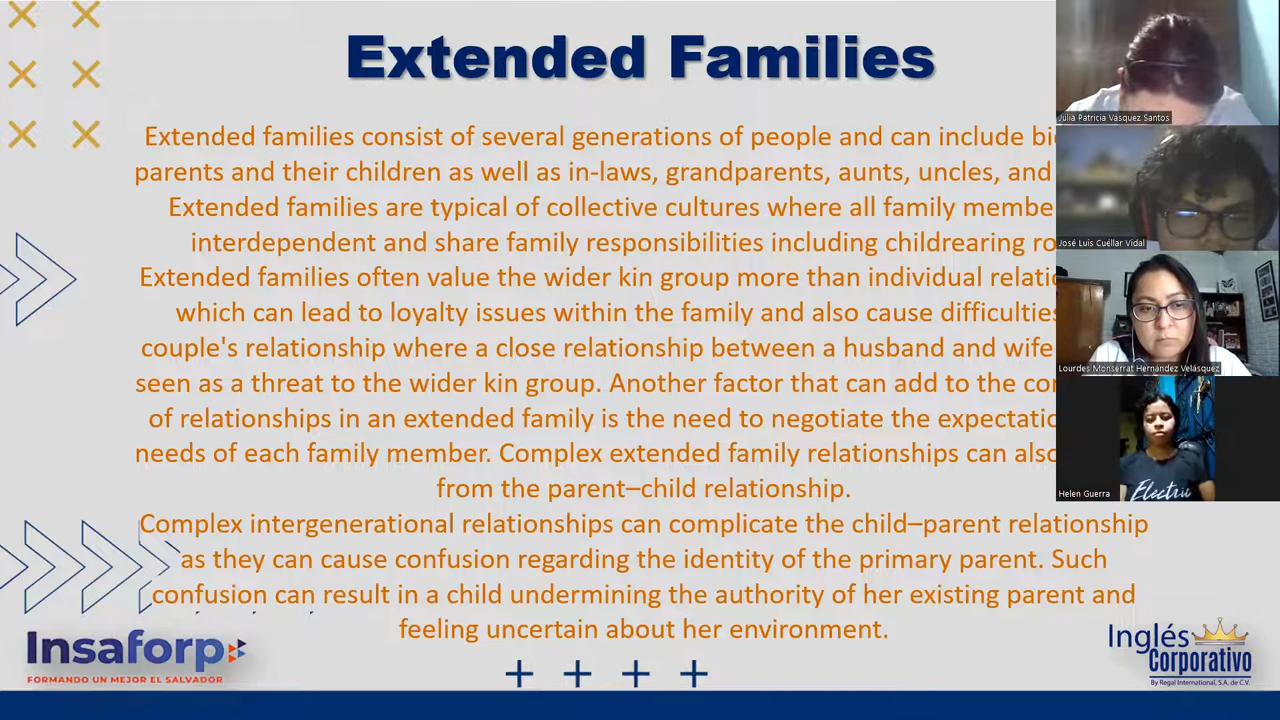 Extended Families
Extended families consist of several generations of people and can include
parents and their children as well as in-laws, grandparents, aunts, uncles, and
Extended families are typical of collective cultures where all family
interdependent and share family responsibilities including childrearing
Extended families often value the wider kin group more than individual
which can lead to loyalty issues within the family and also cause difficulties
couple's relationship where a close relationship between a husband and wife
seen as a threat to the wider kin group. Another factor that can add to the
of relationships in an extended family is the need to negotiate the
needs of each family member. Complex extended family relationships can also
from the parent–child relationship.
Complex intergenerational relationships can complicate the child–parent relationship
as they can cause confusion regarding the identity of the primary parent. Such
confusion can result in a child undermining the authority of her existing parent and
feeling uncertain about her environment.
Insaforp
FORMANDO UN MEJOR EL SALVADOR
Inglés
Corporativo
By Regal International, S.A. de C.V.
Julia Patricia Vásquez Santos
José Luis Cuéllar Vidal
Lourdes Monserrat Hernández Velásquez
Helen Guerra
Electric